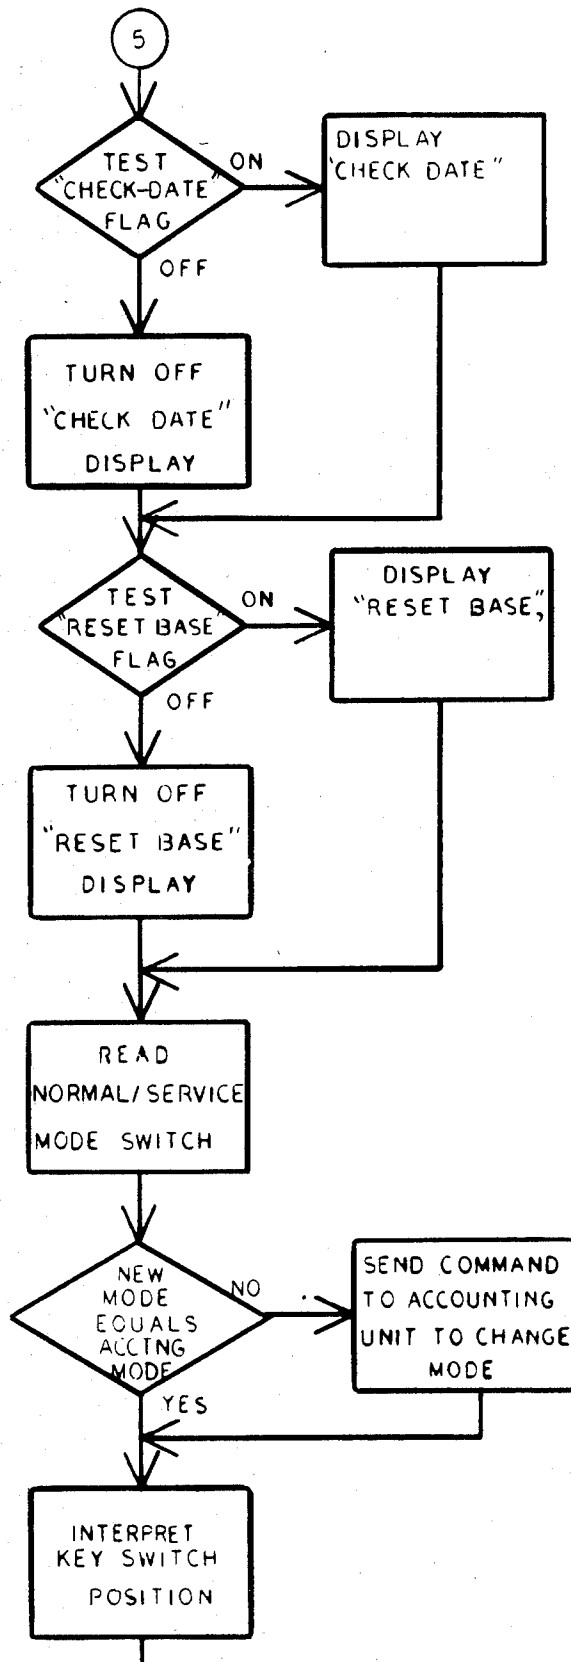 5
TEST
"CHECK-DATE"
FLAG
ON
DISPLAY
"CHECK DATE"
OFF
TURN OFF
"CHECK DATE"
DISPLAY
TEST
"RESET BASE"
FLAG
ON
DISPLAY
"RESET BASE",
OFF
TURN OFF
"RESET BASE"
DISPLAY
READ
NORMAL/SERVICE
MODE SWITCH
NEW
MODE
EQUALS
ACCTNG
MODE
NO
SEND COMMAND
TO ACCOUNTING
UNIT TO CHANGE
MODE
YES
INTERPRET
KEY SWITCH
POSITION